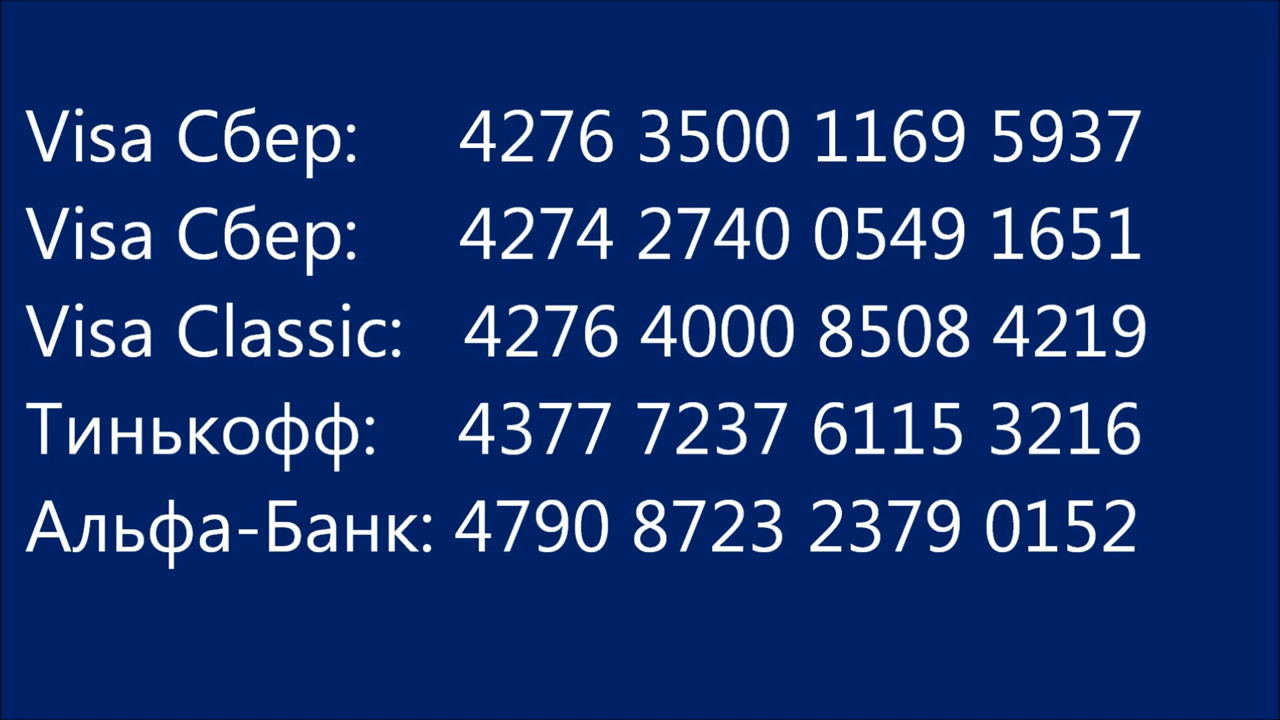 Visa Сбер: 4276 3500 1169 5937
Visa Сбер: 4274 2740 0549 1651
Visa Classic: 4276 4000 8508 4219
Тинькофф: 4377 7237 6115 3216
Альфа-Банк: 4790 8723 2379 0152